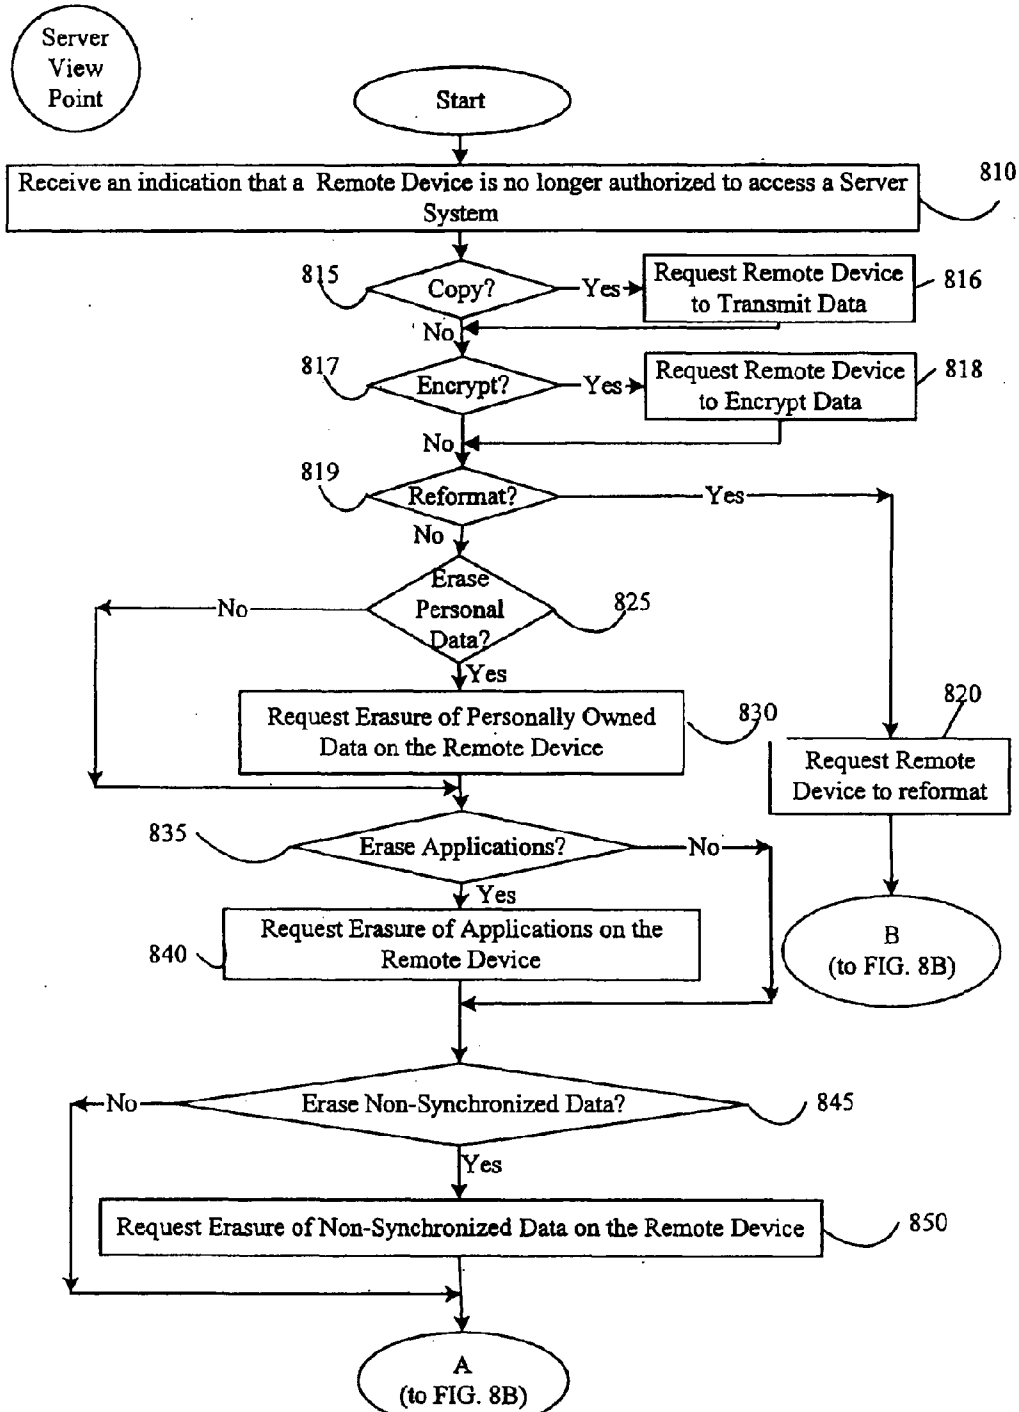 Server
View
Point
Start
Receive an indication that a Remote Device is no longer authorized to access a Server
System
810
815
Copy?
Yes
Request Remote Device
to Transmit Data
816
No
817
Encrypt?
Yes
Request Remote Device
to Encrypt Data
818
No
819
Reformat?
Yes
No
Erase
Personal
Data?
825
No
Yes
Request Erasure of Personally Owned
Data on the Remote Device
830
820
Request Remote
Device to reformat
835
Erase Applications?
No
Yes
Request Erasure of Applications on the
Remote Device
840
B
(to FIG. 8B)
No
Erase Non-Synchronized Data?
845
Yes
Request Erasure of Non-Synchronized Data on the Remote Device
850
A
(to FIG. 8B)